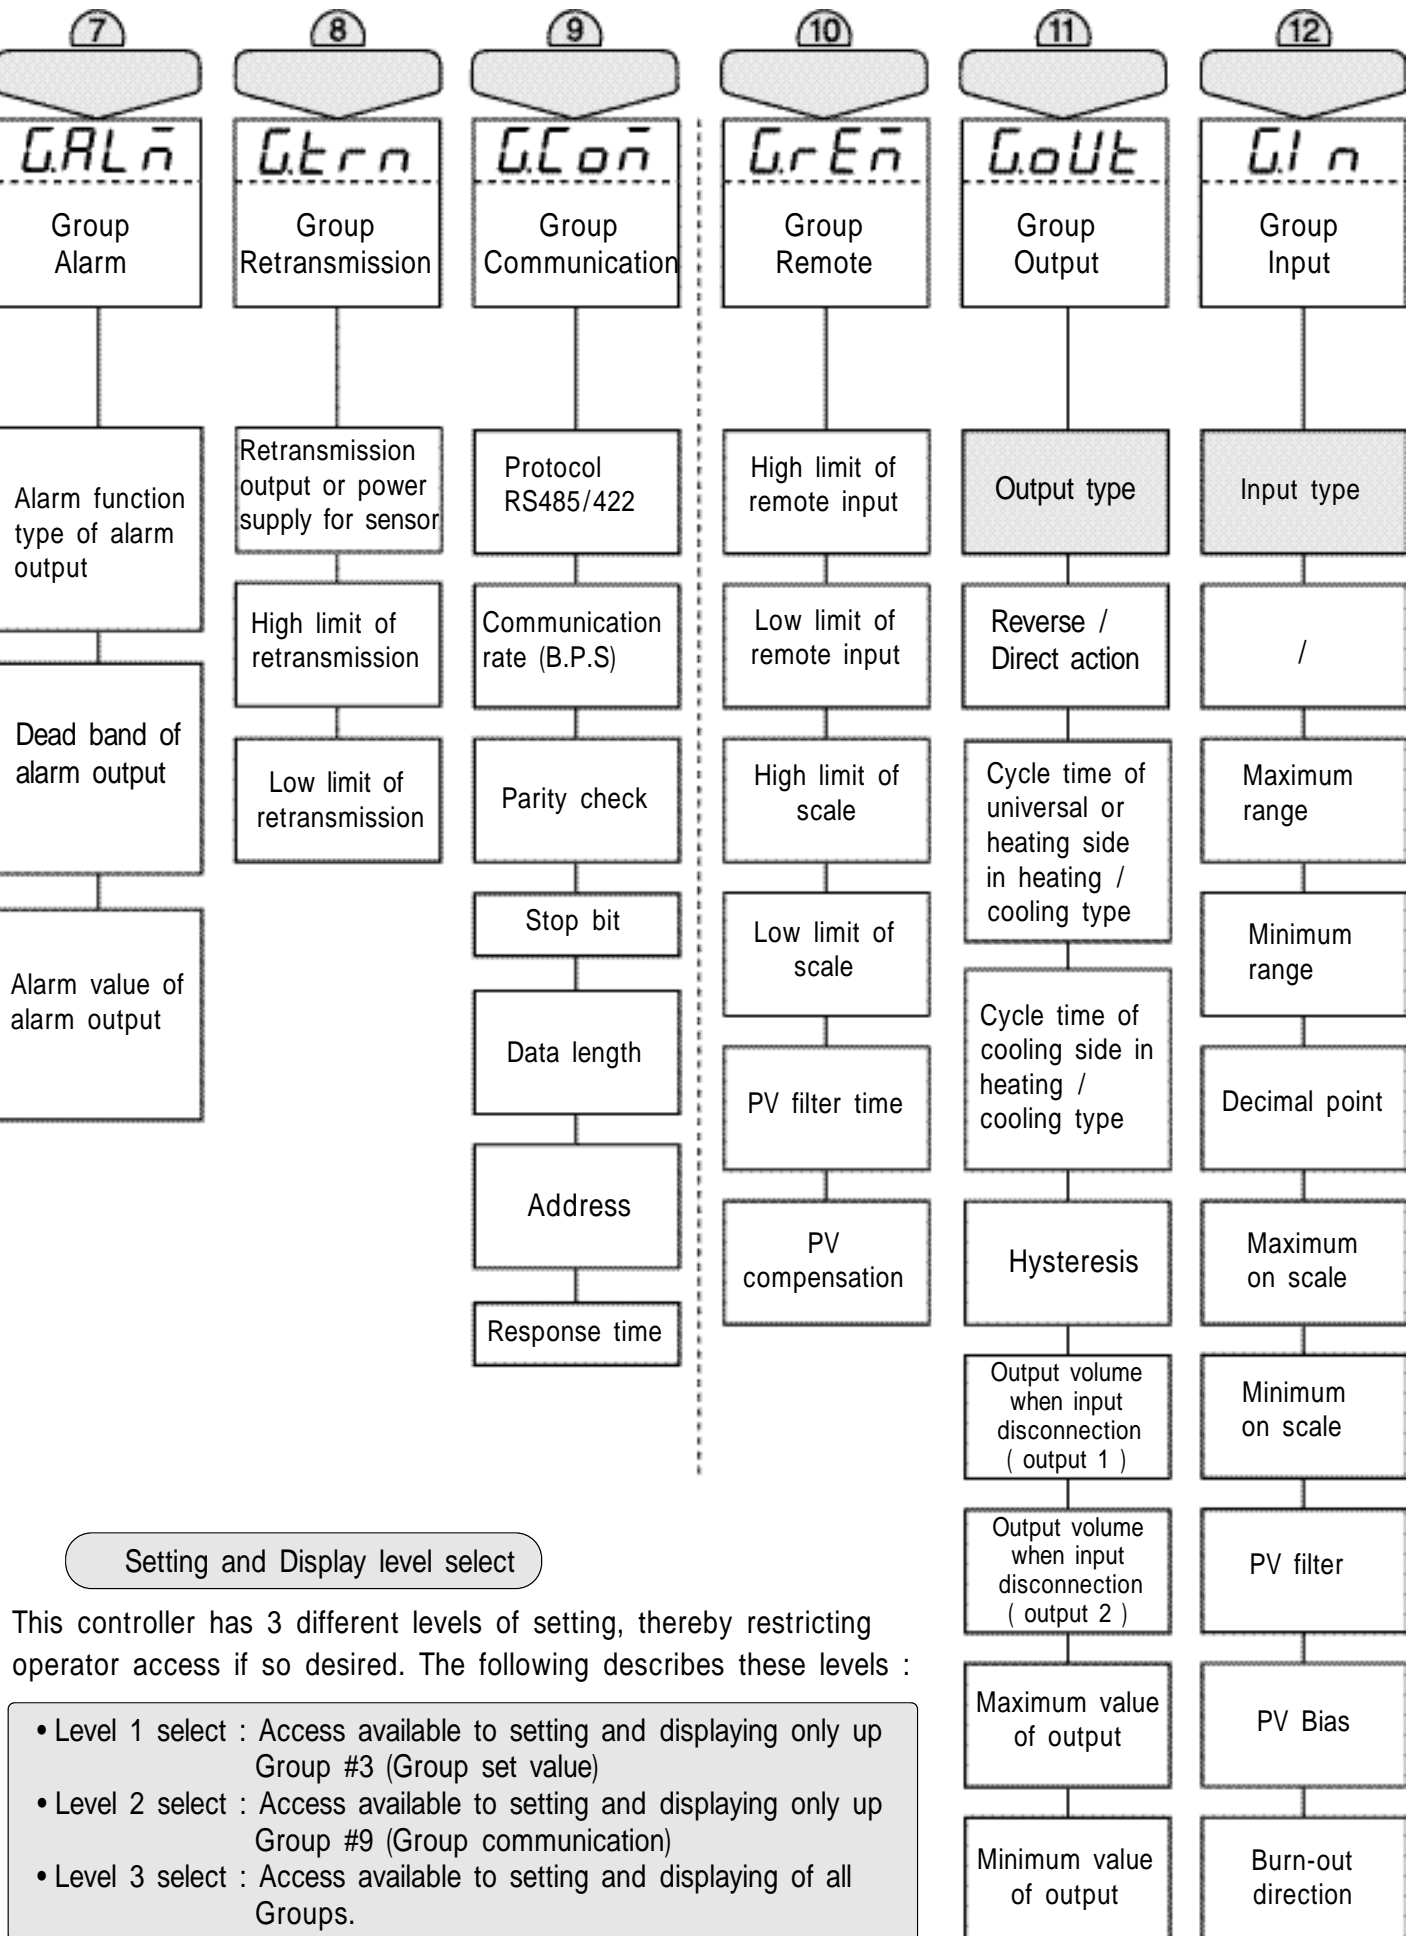 7
G.ALM
Group
Alarm
Alarm function
type of alarm
output
Dead band of
alarm output
Alarm value of
alarm output
8
G.trn
Group
Retransmission
Retransmission
output or power
supply for sensor
High limit of
retransmission
Low limit of
retransmission
9
G.CoM
Group
Communication
Protocol
RS485/422
Communication
rate (B.P.S)
Parity check
Stop bit
Data length
Address
Response time
10
G.rEM
Group
Remote
High limit of
remote input
Low limit of
remote input
High limit of
scale
Low limit of
scale
PV filter time
PV
compensation
11
G.oUt
Group
Output
Output type
Reverse /
Direct action
Cycle time of
universal or
heating side
in heating /
cooling type
Cycle time of
cooling side in
heating /
cooling type
Hysteresis
Output volume
when input
disconnection
( output 1 )
Output volume
when input
disconnection
( output 2 )
Maximum value
of output
Minimum value
of output
12
G.In
Group
Input
Input type
/
Maximum
range
Minimum
range
Decimal point
Maximum
on scale
Minimum
on scale
PV filter
PV Bias
Burn-out
direction
Setting and Display level select
This controller has 3 different levels of setting, thereby restricting
operator access if so desired. The following describes these levels :
• Level 1 select : Access available to setting and displaying only up
Group #3 (Group set value)
• Level 2 select : Access available to setting and displaying only up
Group #9 (Group communication)
• Level 3 select : Access available to setting and displaying of all
Groups.